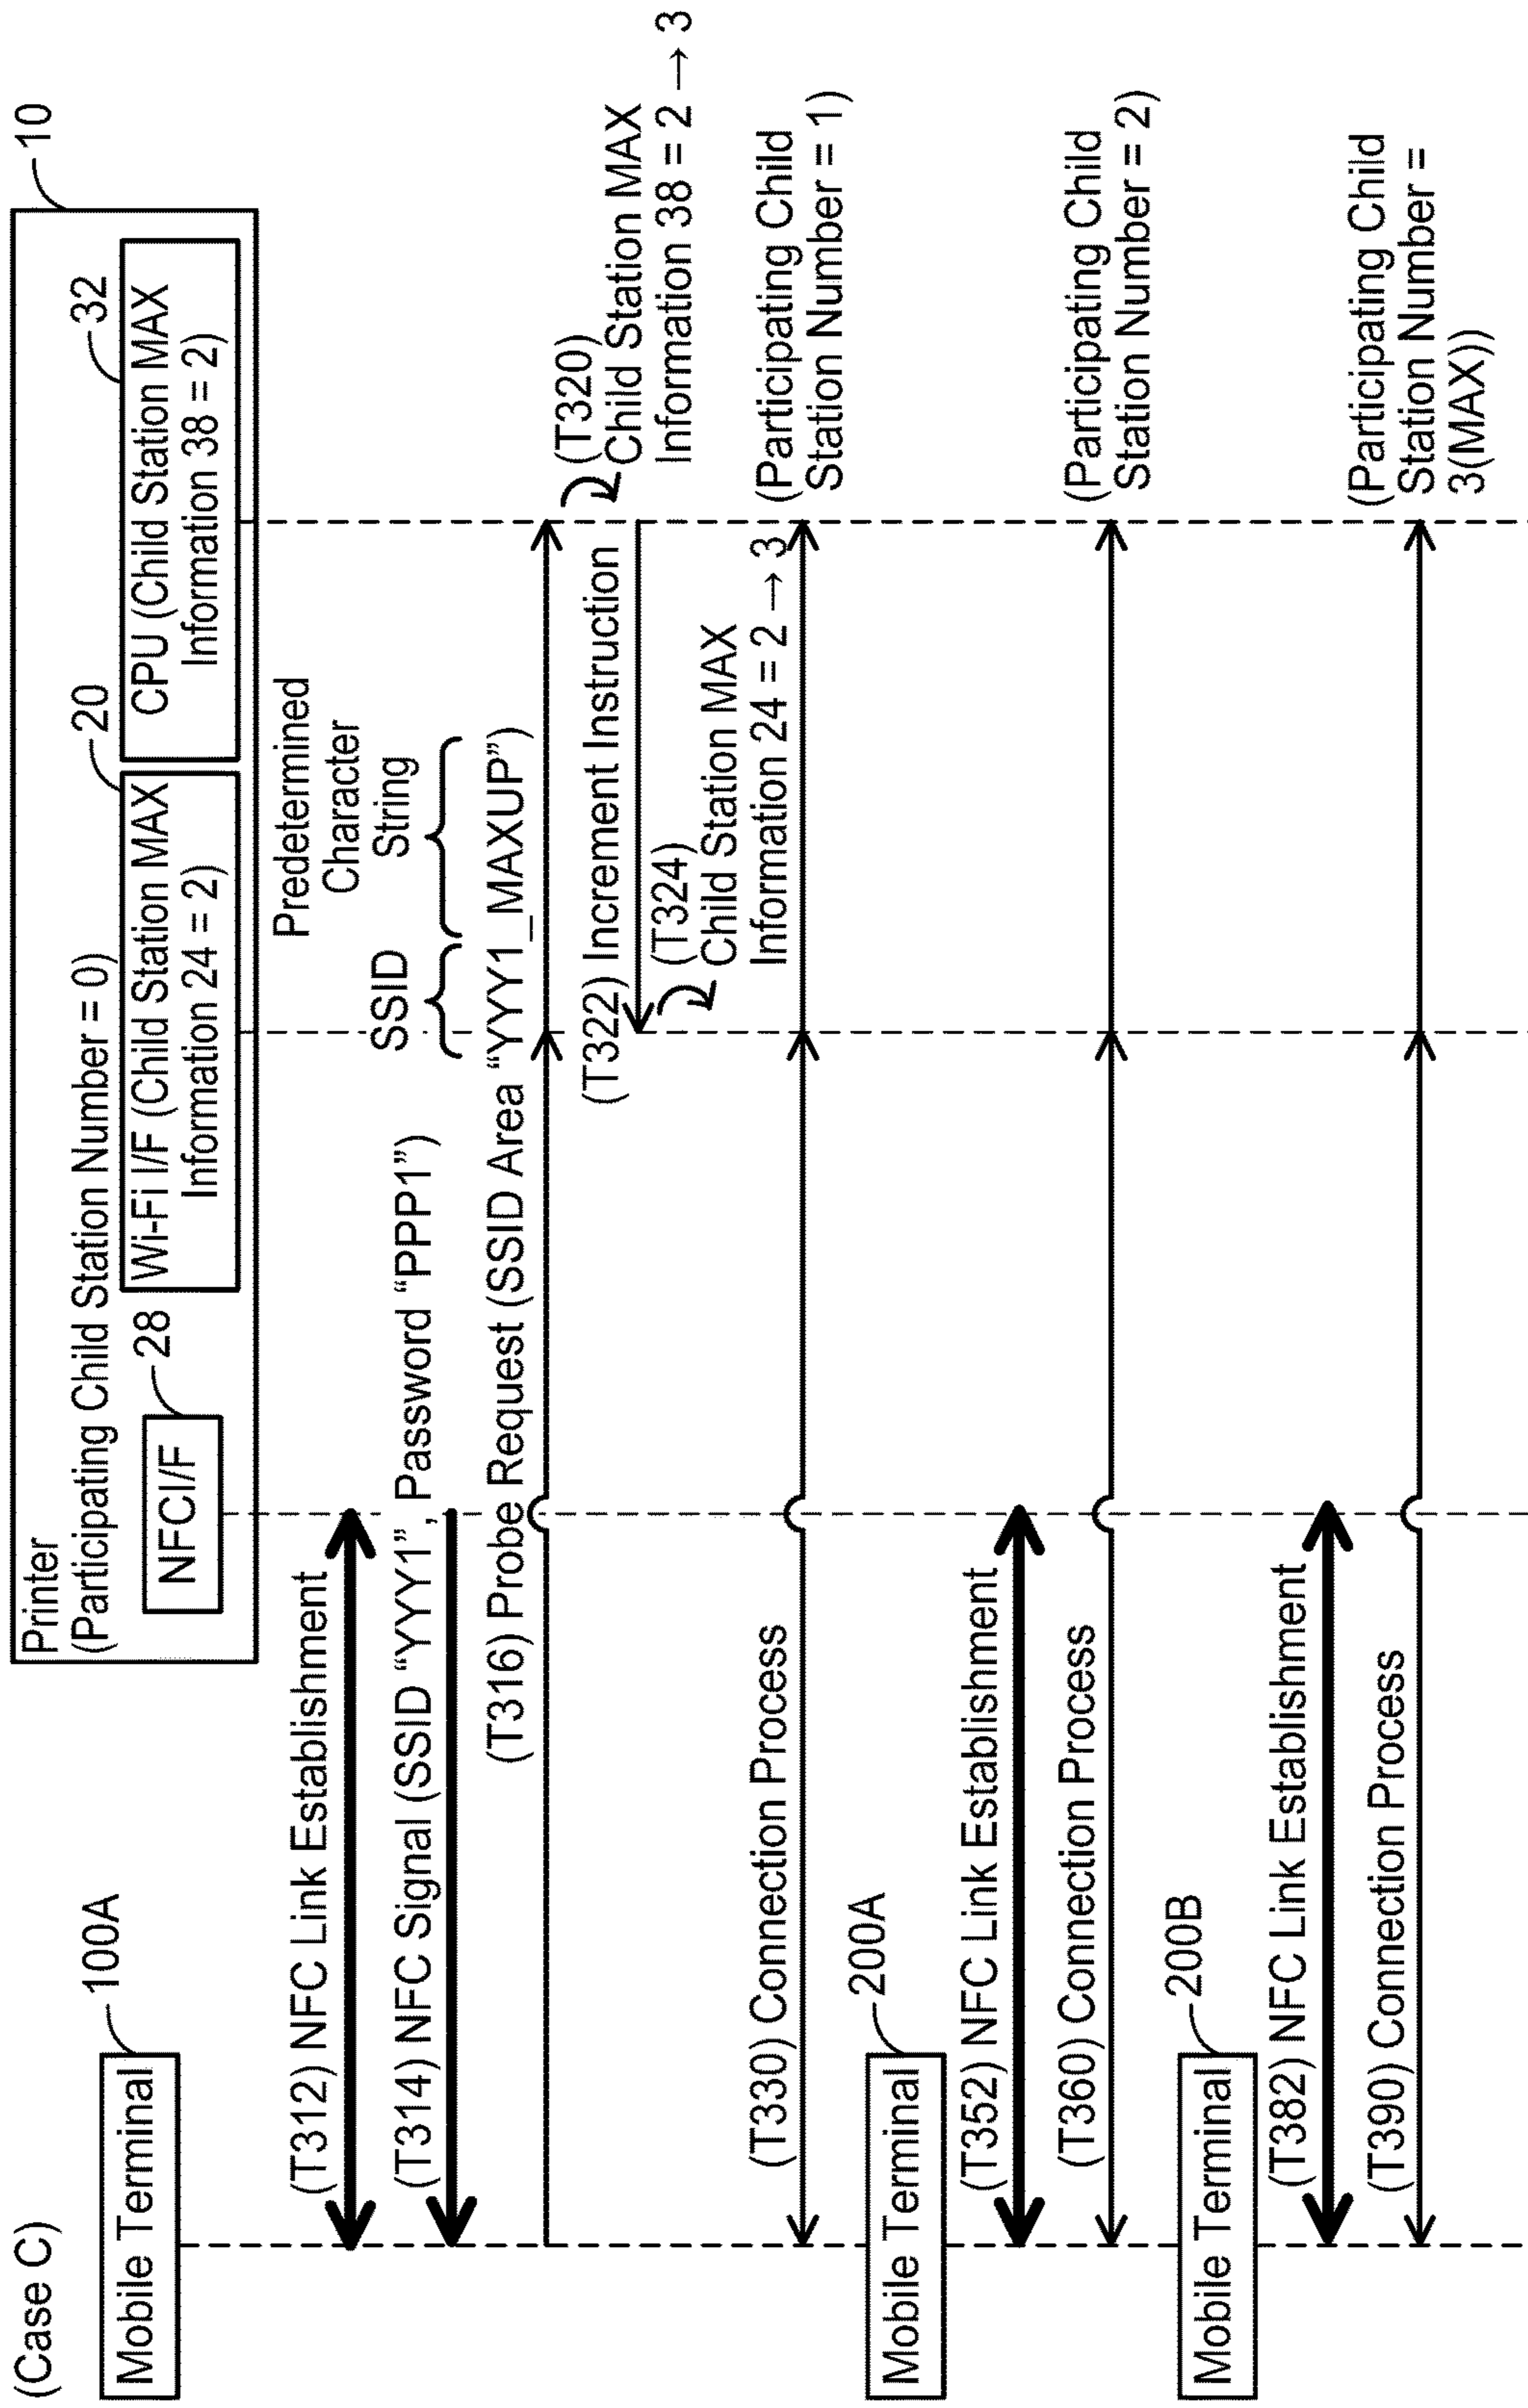 (Case C)
10
Printer
(Participating Child Station Number = 0)
100A
28
20
32
Mobile Terminal
NFCI/F
Wi-Fi I/F (Child Station MAX
Information 24 = 2)
CPU (Child Station MAX
Information 38 = 2)
(T312) NFC Link Establishment
(T314) NFC Signal (SSID “YYY1”, Password “PPP1”)
SSID
Predetermined
Character
String
(T316) Probe Request (SSID Area “YYY1_MAXUP”)
(T320)
Child Station MAX
Information 38 = 2 → 3
(T322) Increment Instruction
(T324)
Child Station MAX
Information 24 = 2 → 3
(T330) Connection Process
(Participating Child
Station Number = 1)
200A
Mobile Terminal
(T352) NFC Link Establishment
(T360) Connection Process
(Participating Child
Station Number = 2)
200B
Mobile Terminal
(T382) NFC Link Establishment
(T390) Connection Process
(Participating Child
Station Number =
3(MAX))